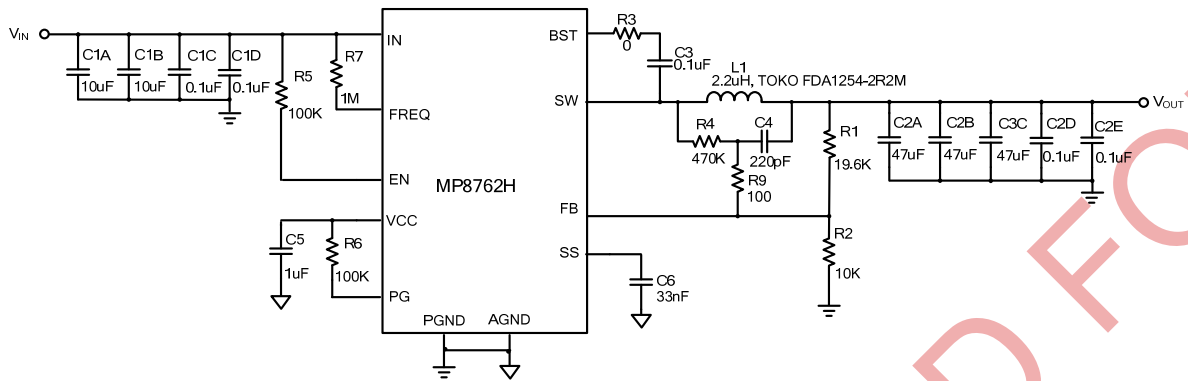 VIN
C1A
10uF
C1B
10uF
C1C
0.1uF
C1D
0.1uF
R5
100K
R7
1M
IN
FREQ
EN
VCC
PG
C5
1uF
R6
100K
MP8762H
PGND
AGND
BST
SW
FB
SS
R3
0
C3
0.1uF
L1
2.2uH, TOKO FDA1254-2R2M
R4
470K
C4
220pF
R9
100
R1
19.6K
R2
10K
C6
33nF
C2A
47uF
C2B
47uF
C3C
47uF
C2D
0.1uF
C2E
0.1uF
VOUT
D FO